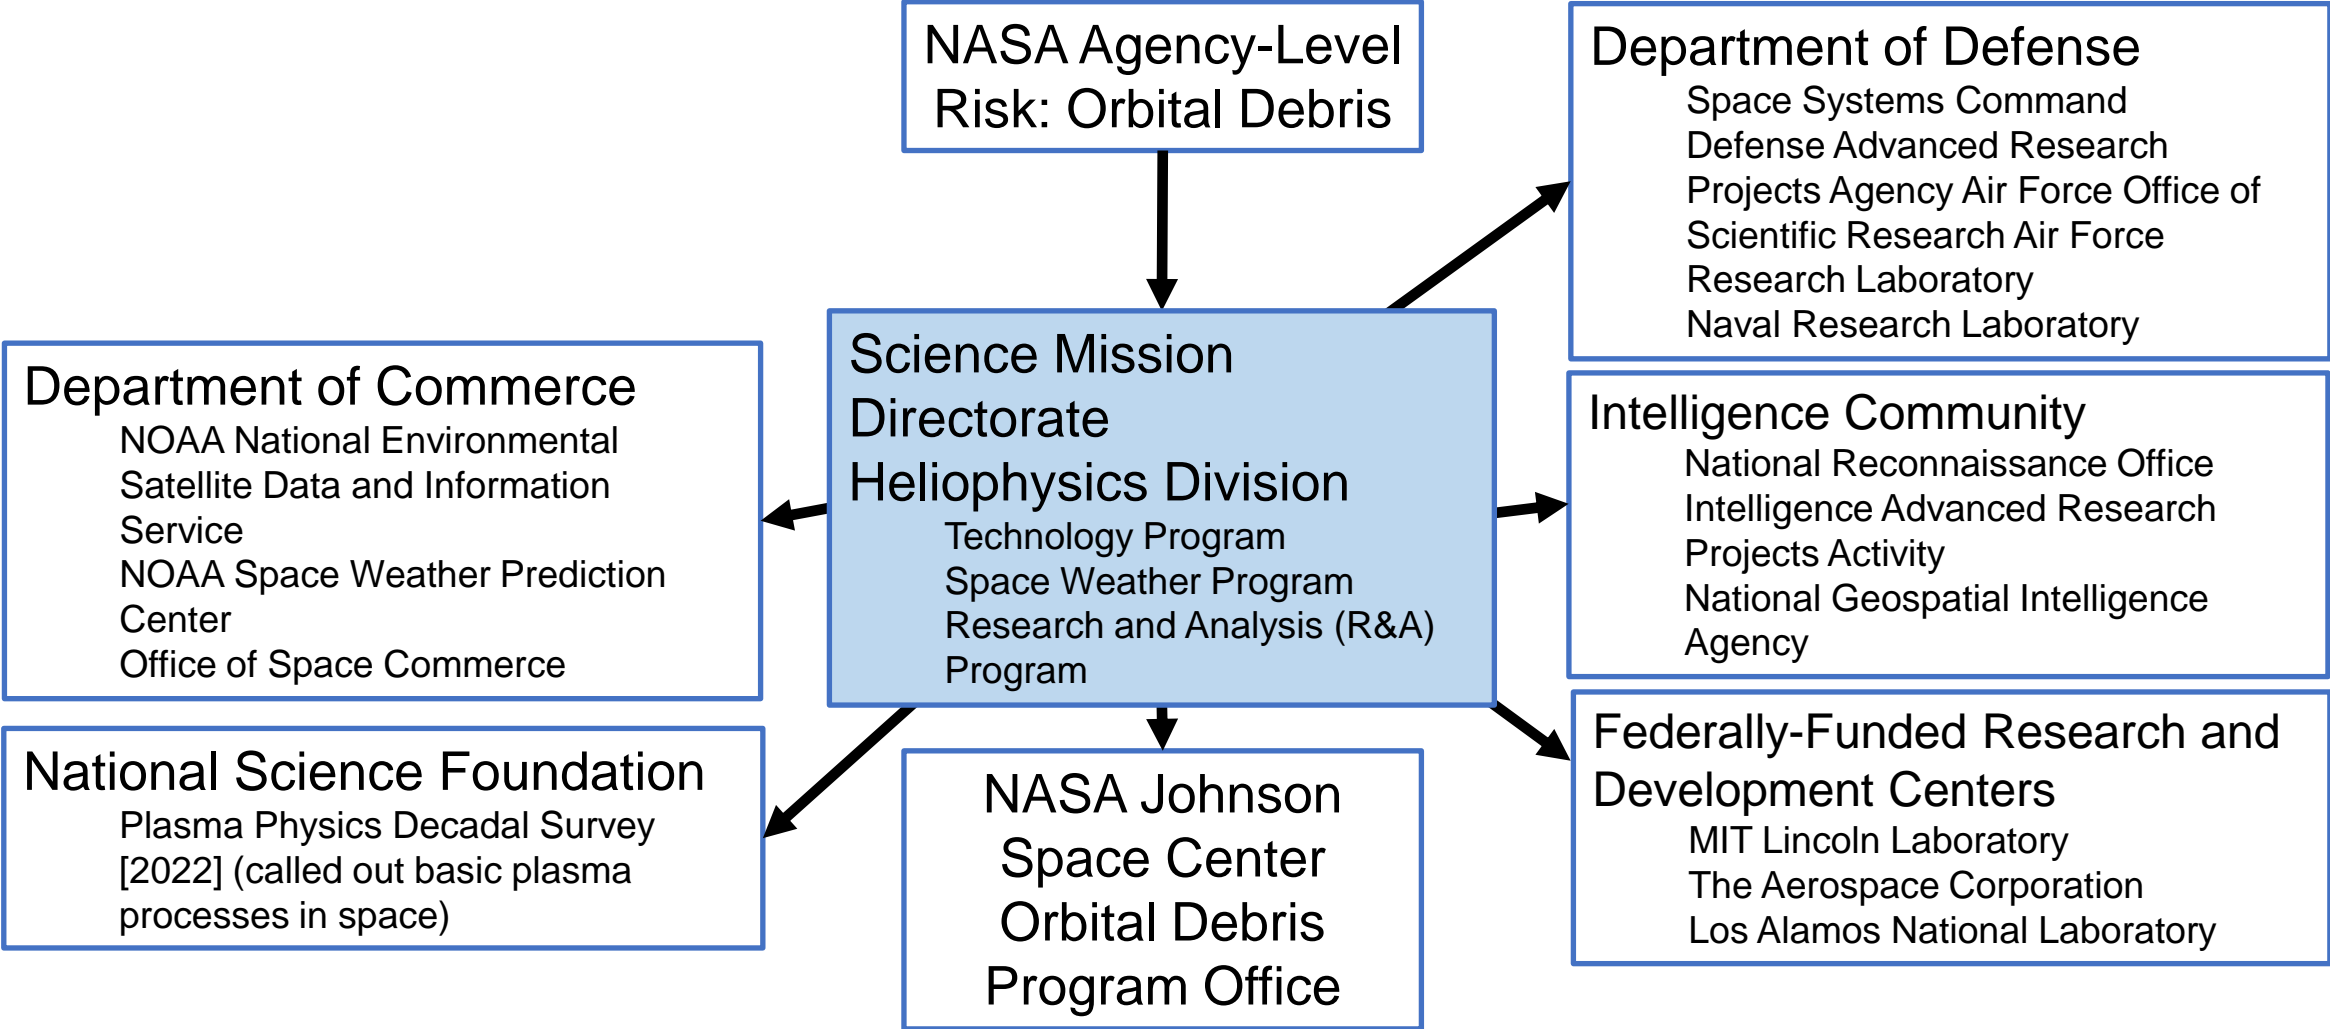 NASA Agency-Level
Risk: Orbital Debris
Department of Defense
Space Systems Command
Defense Advanced Research
Projects Agency Air Force Office of
Scientific Research Air Force
Research Laboratory
Naval Research Laboratory
Department of Commerce
NOAA National Environmental
Satellite Data and Information
Service
NOAA Space Weather Prediction
Center
Office of Space Commerce
Science Mission
Directorate
Heliophysics Division
Technology Program
Space Weather Program
Research and Analysis (R&A)
Program
Intelligence Community
National Reconnaissance Office
Intelligence Advanced Research
Projects Activity
National Geospatial Intelligence
Agency
National Science Foundation
Plasma Physics Decadal Survey
[2022] (called out basic plasma
processes in space)
NASA Johnson
Space Center
Orbital Debris
Program Office
Federally-Funded Research and
Development Centers
MIT Lincoln Laboratory
The Aerospace Corporation
Los Alamos National Laboratory